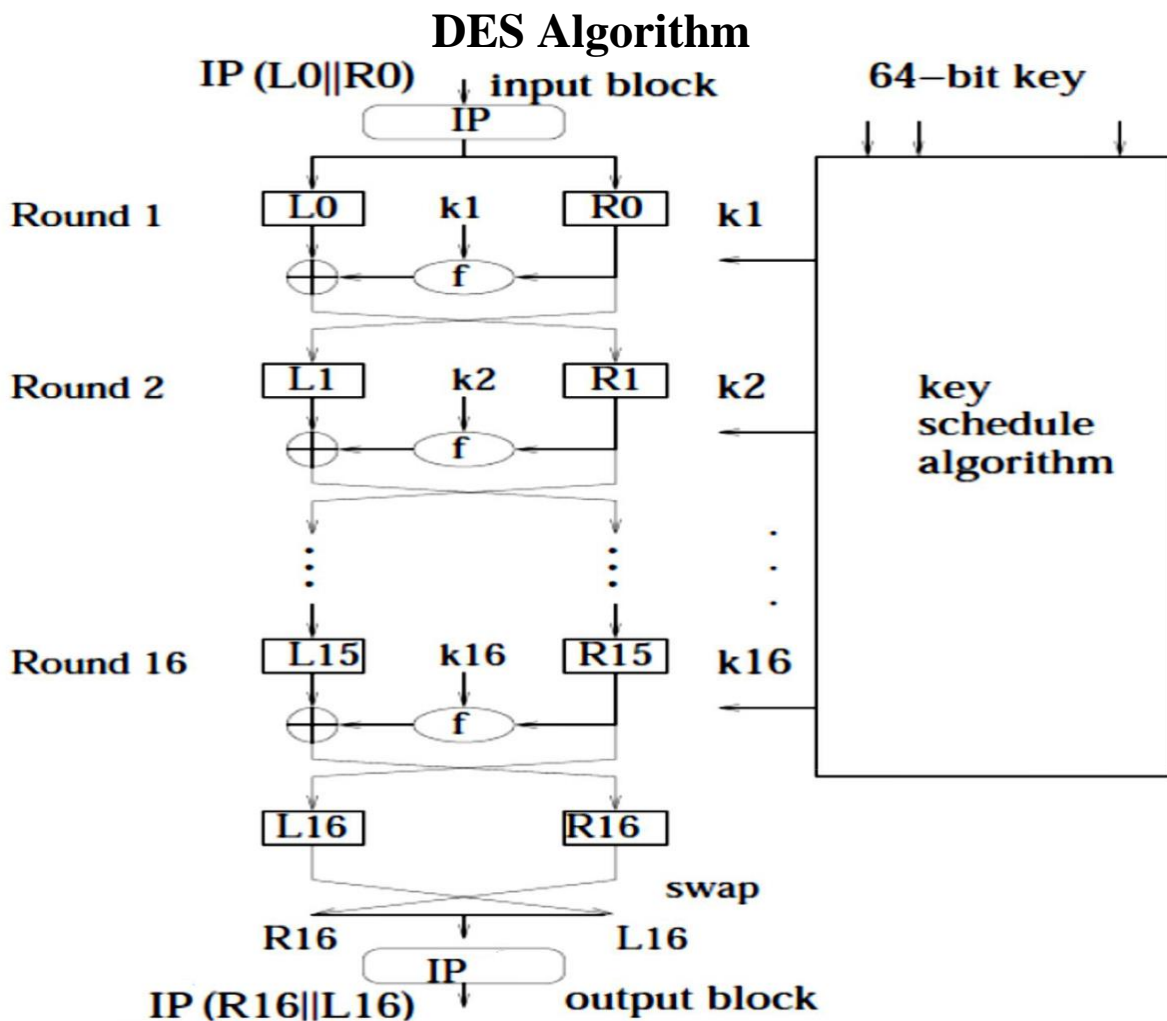 DES Algorithm
IP (L0||R0)
input block
64-bit key
IP
Round 1
L0
k1
R0
k1
f
Round 2
L1
k2
R1
k2
f
key
schedule
algorithm
Round 16
L15
k16
R15
k16
f
L16
R16
swap
R16
L16
IP
IP (R16||L16)
output block